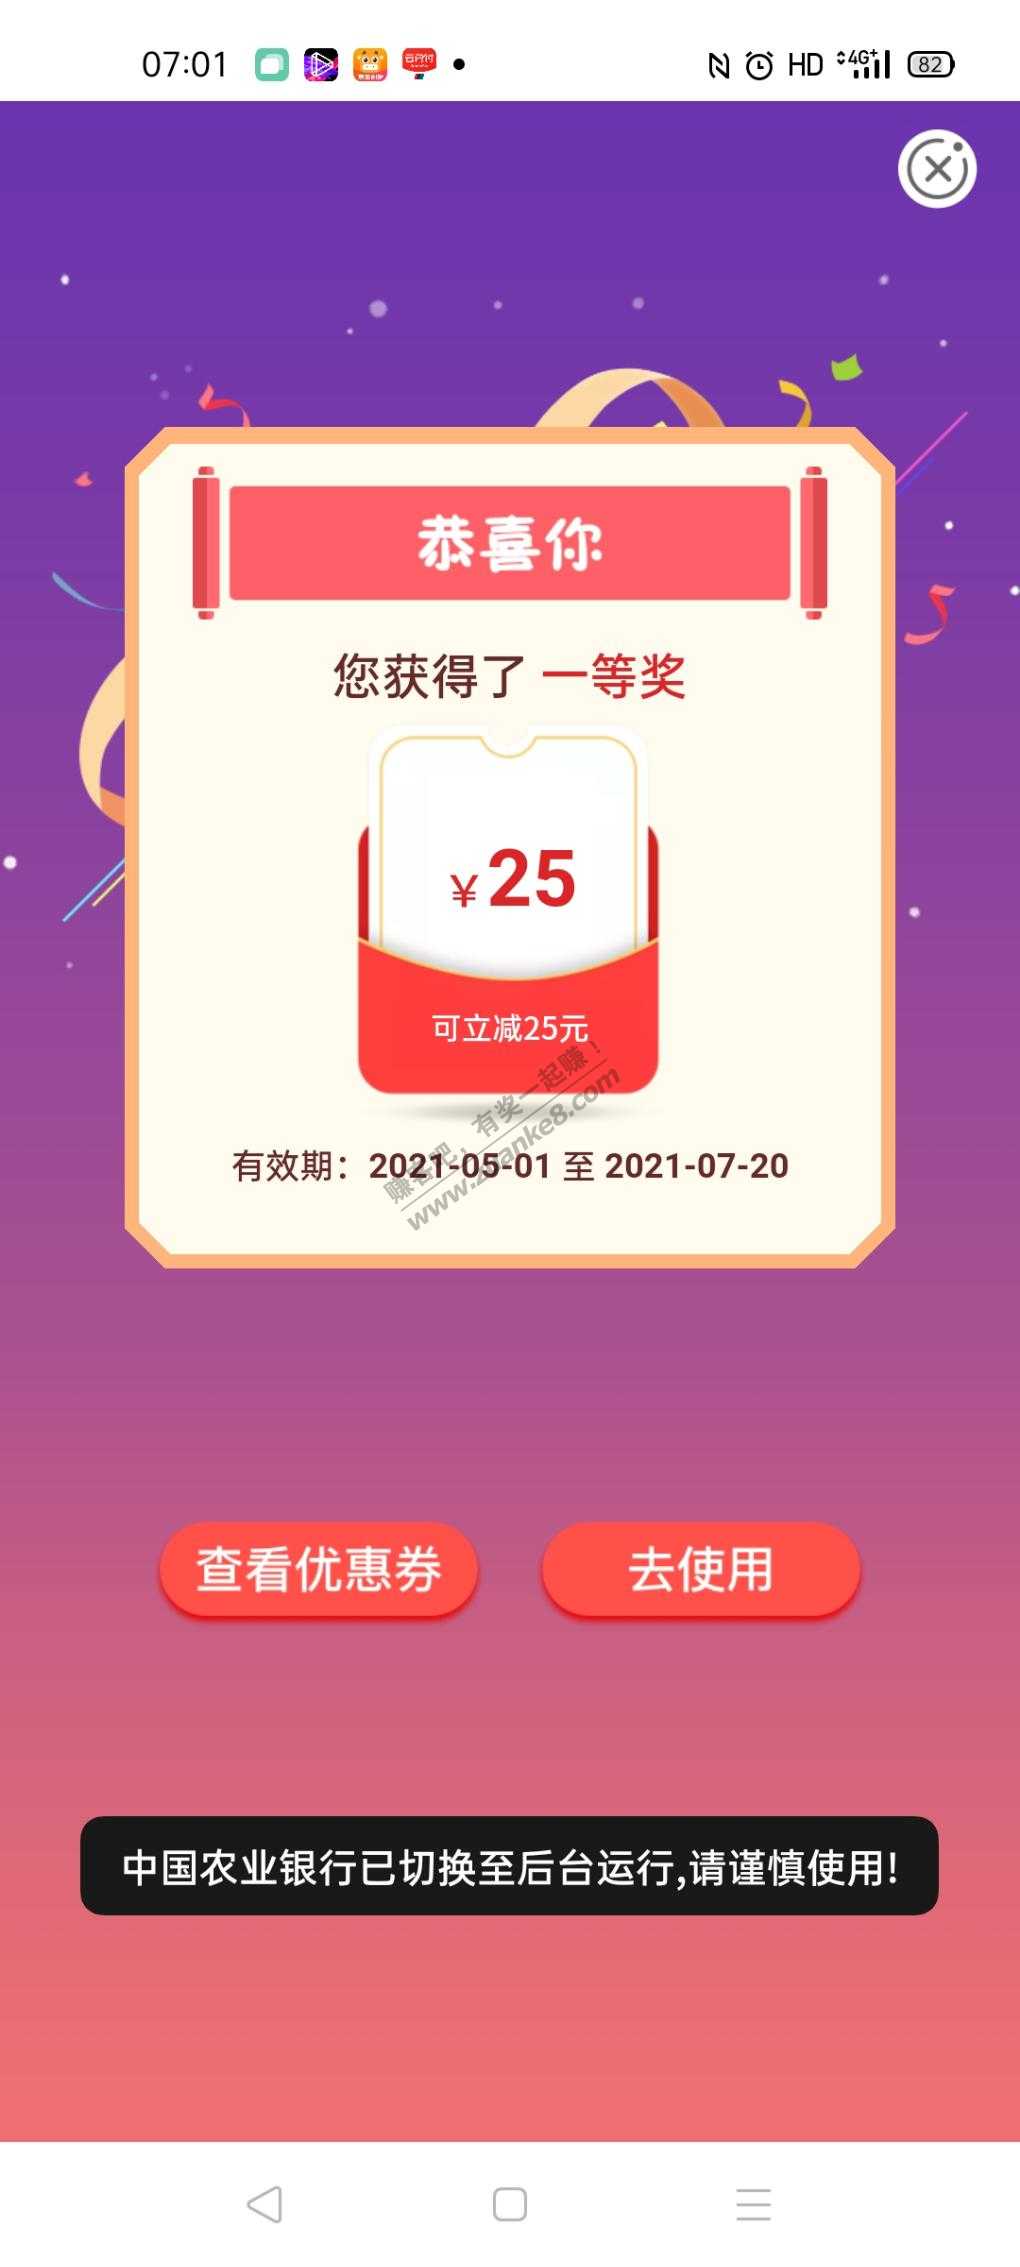 07:01
HD 4G+ 82
恭喜你
您获得了 一等奖
¥25
可立减25元
赚客吧，有奖一起赚！
www.zuanke8.com
有效期：2021-05-01 至 2021-07-20
查看优惠券 去使用
中国农业银行已切换至后台运行,请谨慎使用!